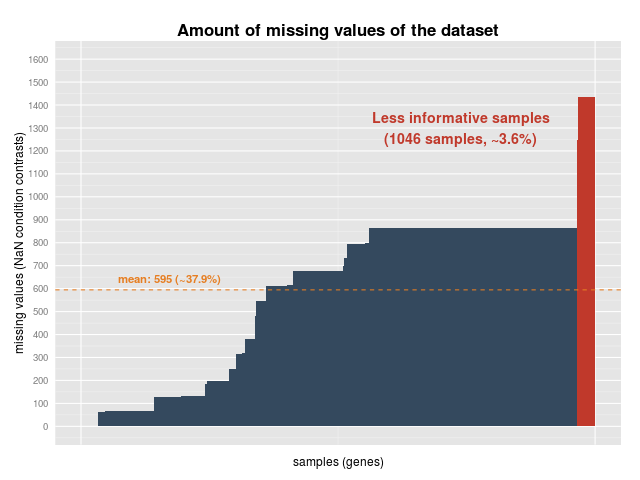 Amount of missing values of the dataset
missing values (NaN condition contrasts)
1600
1500
1400
1300
1200
1100
1000
900
800
700
600
500
400
300
200
100
0
Less informative samples
(1046 samples, ~3.6%)
mean: 595 (~37.9%)
samples (genes)